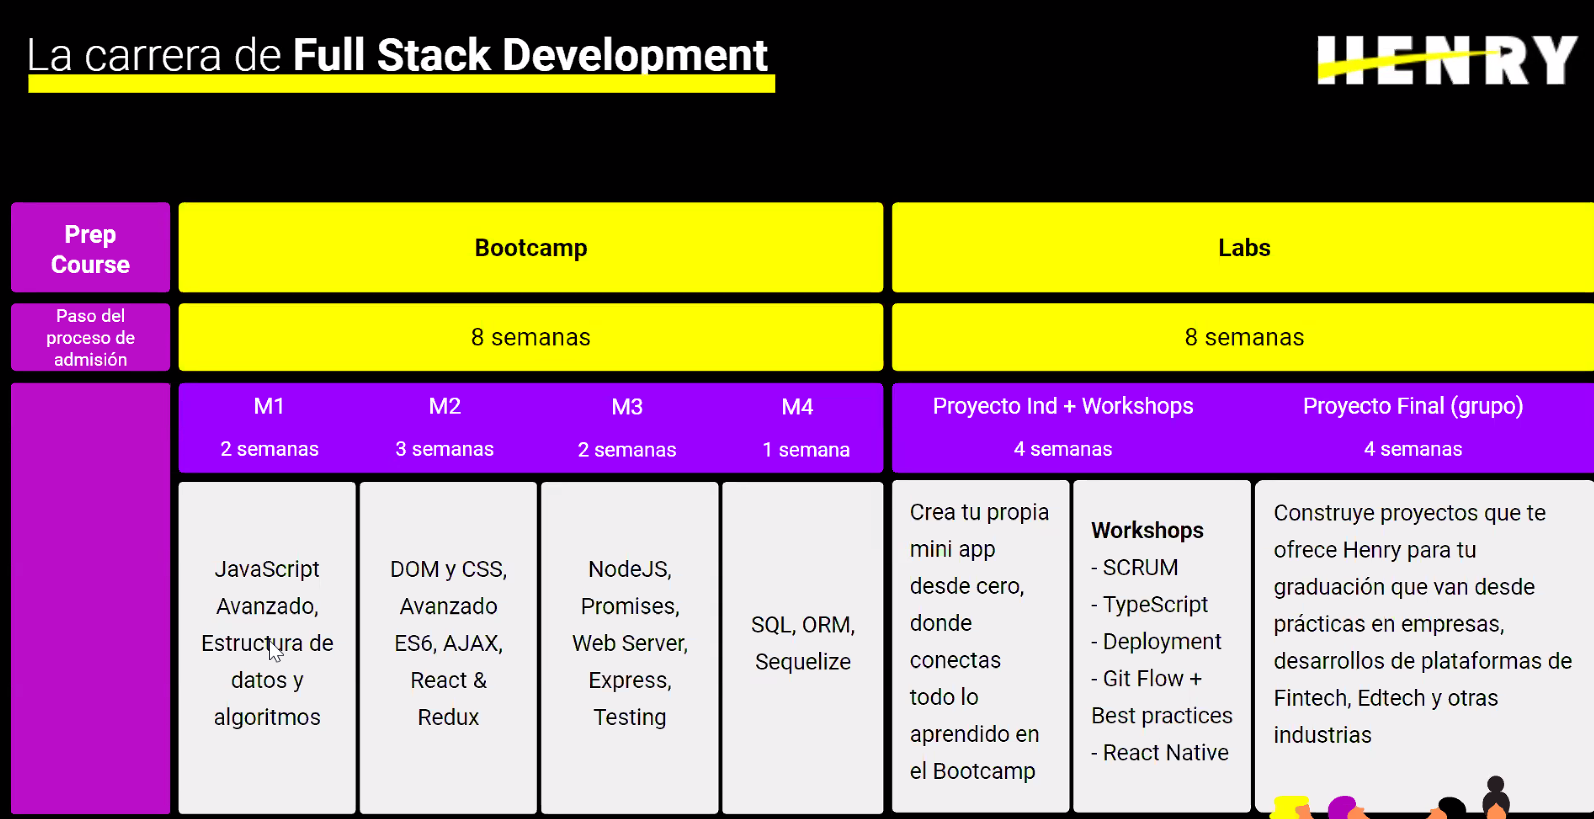 La carrera de Full Stack Development
HENRY
Prep
Course
Bootcamp
Labs
Paso del
proceso de
admisión
8 semanas
8 semanas
M1
2 semanas
M2
3 semanas
M3
2 semanas
M4
1 semana
Proyecto Ind + Workshops
4 semanas
Proyecto Final (grupo)
4 semanas
JavaScript
Avanzado,
Estructura de
datos y
algoritmos
DOM y CSS,
Avanzado
ES6, AJAX,
React &
Redux
NodeJS,
Promises,
Web Server,
Express,
Testing
SQL, ORM,
Sequelize
Crea tu propia
mini app
desde cero,
donde
conectas
todo lo
aprendido en
el Bootcamp
Workshops
- SCRUM
- TypeScript
- Deployment
- Git Flow +
Best practices
- React Native
Construye proyectos que te
ofrece Henry para tu
graduación que van desde
prácticas en empresas,
desarrollos de plataformas de
Fintech, Edtech y otras
industrias